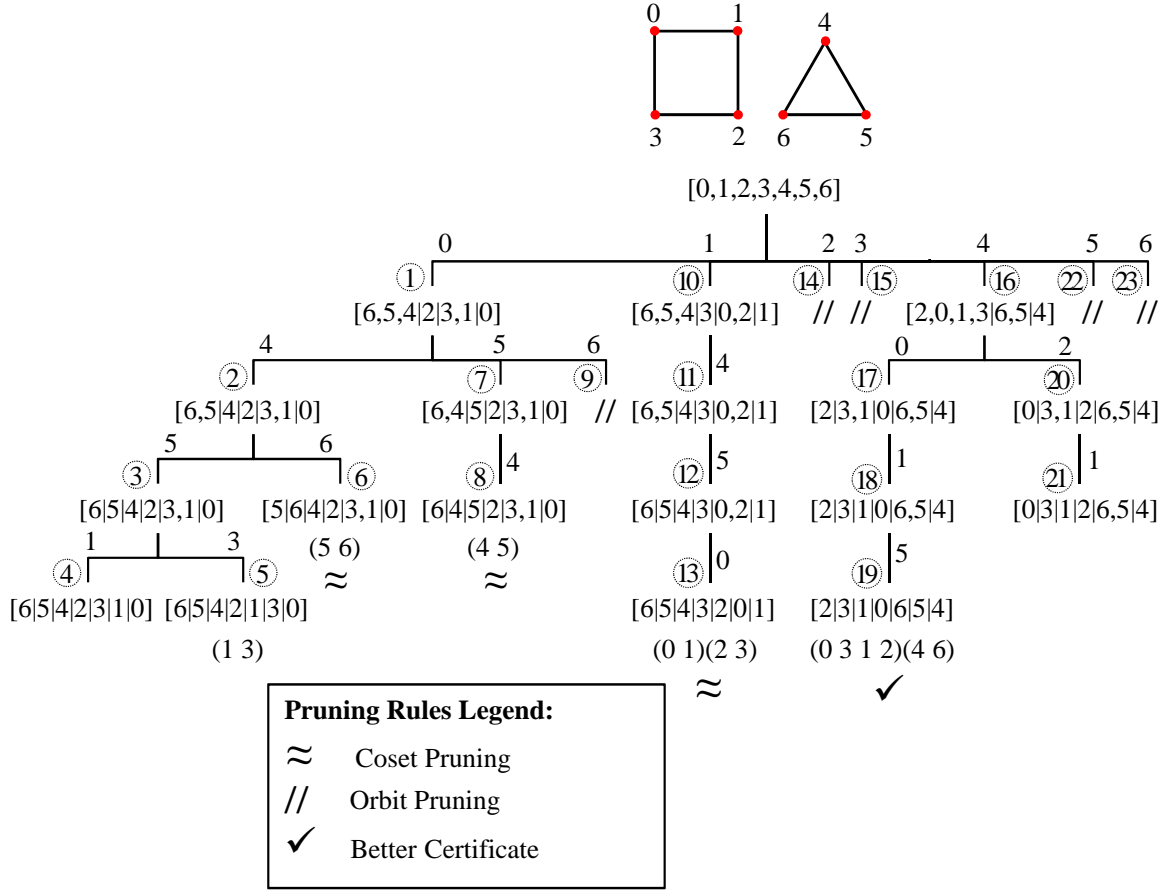 0 1 4
3 2 6 5
[0,1,2,3,4,5,6]
0 1 2 3 4 5 6
1 10 14 15 16 22 23
[6,5,4|2|3,1|0] [6,5,4|3|0,2|1] // // [2,0,1,3|6,5|4] // //
4 5 6 4 0 2
2 7 9 11 17 20
[6,5|4|2|3,1|0] [6,4|5|2|3,1|0] // [6,5|4|3|0,2|1] [2|3,1|0|6,5|4] [0|3,1|2|6,5|4]
5 6 4 5 1 1
3 6 8 12 18 21
[6|5|4|2|3,1|0] [5|6|4|2|3,1|0] [6|4|5|2|3,1|0] [6|5|4|3|0,2|1] [2|3|1|0|6,5|4] [0|3|1|2|6,5|4]
(5 6) (4 5)
1 3 0 5
4 5 ≈ ≈ 13 19
[6|5|4|2|3|1|0] [6|5|4|2|1|3|0] [6|5|4|3|2|0|1] [2|3|1|0|6|5|4]
(1 3) (0 1)(2 3) (0 3 1 2)(4 6)
≈ ✓
Pruning Rules Legend:
≈ Coset Pruning
// Orbit Pruning
✓ Better Certificate